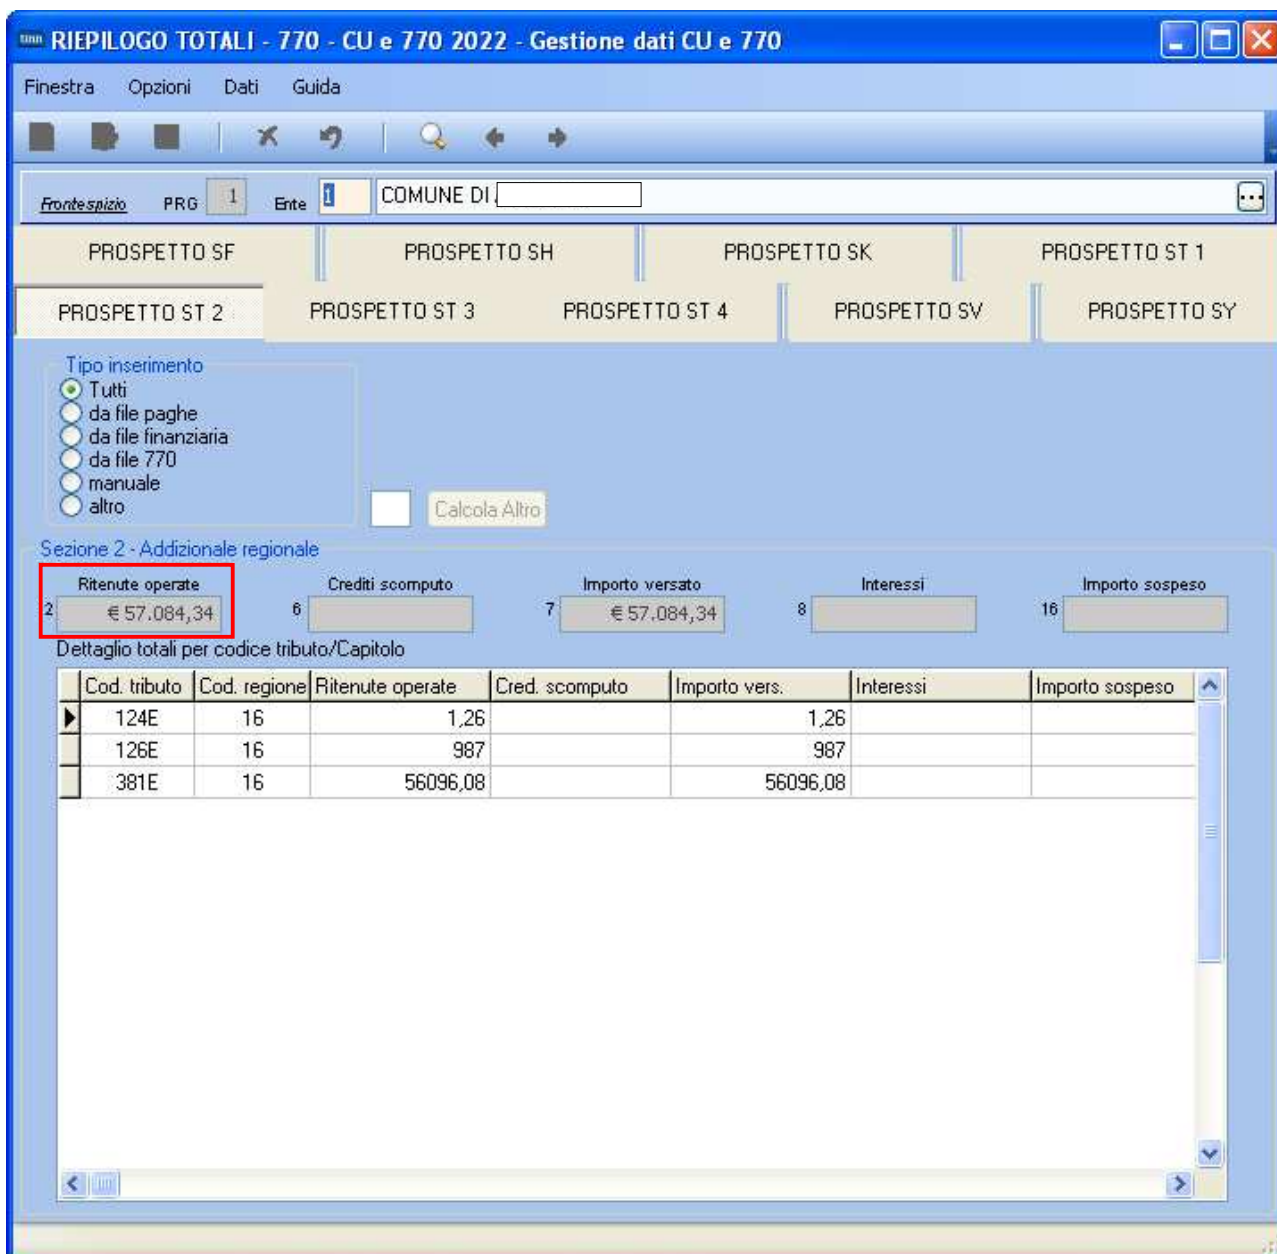 tinn RIEPILOGO TOTALI - 770 - CU e 770 2022 - Gestione dati CU e 770
Finestra Opzioni Dati Guida
Frontespizio PRG 1 Ente 1 COMUNE DI ...
PROSPETTO SF PROSPETTO SH PROSPETTO SK PROSPETTO ST 1
PROSPETTO ST 2 PROSPETTO ST 3 PROSPETTO ST 4 PROSPETTO SV PROSPETTO SY
Tipo inserimento
Tutti
da file paghe
da file finanziaria
da file 770
manuale
altro
Calcola Altro
Sezione 2 - Addizionale regionale
Ritenute operate Crediti scomputo Importo versato Interessi Importo sospeso
2 € 57.084,34 6 7 € 57.084,34 8 16
Dettaglio totali per codice tributo/Capitolo
Cod. tributo Cod. regione Ritenute operate Cred. scomputo Importo vers. Interessi Importo sospeso
124E 16 1,26 1,26
126E 16 987 987
381E 16 56096,08 56096,08